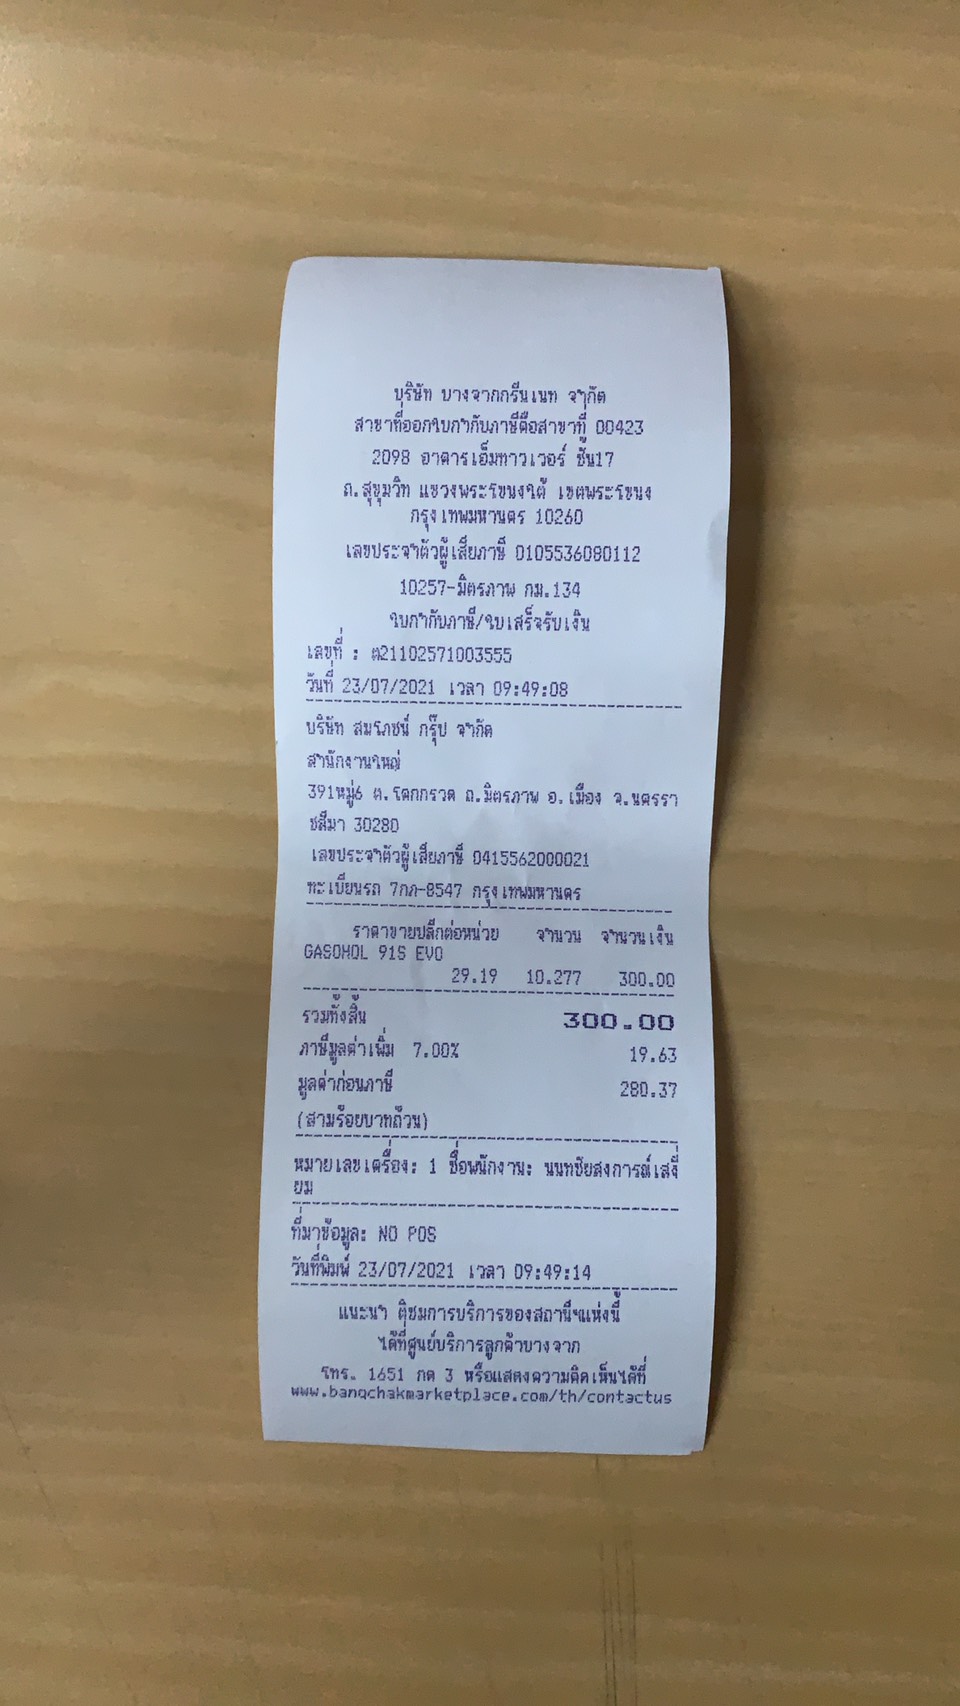 บริษัท บางจากกรีนเนท จำกัด
สาขาที่ออกใบกำกับภาษีคือสาขาที่ 00423
2098 อาคารเอ็มทาวเวอร์ ชั้น17
ถ.สุขุมวิท แขวงพระโขนงใต้ เขตพระโขนง
กรุงเทพมหานคร 10260
เลขประจำตัวผู้เสียภาษี 0105536080112
10257-มิตรภาพ กม.134
ใบกำกับภาษี/ใบเสร็จรับเงิน
เลขที่ : ต21102571003555
วันที่ 23/07/2021 เวลา 09:49:08
บริษัท สมโภชน์ กรุ๊ป จำกัด
สำนักงานใหญ่
391หมู่6 ต.โคกกรวด ถ.มิตรภาพ อ.เมือง จ.นครรา
ชสีมา 30280
เลขประจำตัวผู้เสียภาษี 0415562000021
ทะเบียนรถ 7กภ-8547 กรุงเทพมหานคร
ราคาขายปลีกต่อหน่วย จำนวน จำนวนเงิน
GASOHOL 91S EVO
29.19 10.277 300.00
รวมทั้งสิ้น 300.00
ภาษีมูลค่าเพิ่ม 7.00% 19.63
มูลค่าก่อนภาษี 280.37
(สามร้อยบาทถ้วน)
หมายเลขเครื่อง: 1 ชื่อพนักงาน: นนทชัยสงการณ์เสงี่
ยม
ที่มาข้อมูล: NO POS
วันที่พิมพ์ 23/07/2021 เวลา 09:49:14
แนะนำ ติชมการบริการของสถานีฯแห่งนี้
ได้ที่ศูนย์บริการลูกค้าบางจาก
โทร. 1651 กด 3 หรือแสดงความคิดเห็นได้ที่
www.bangchakmarketplace.com/th/contactus